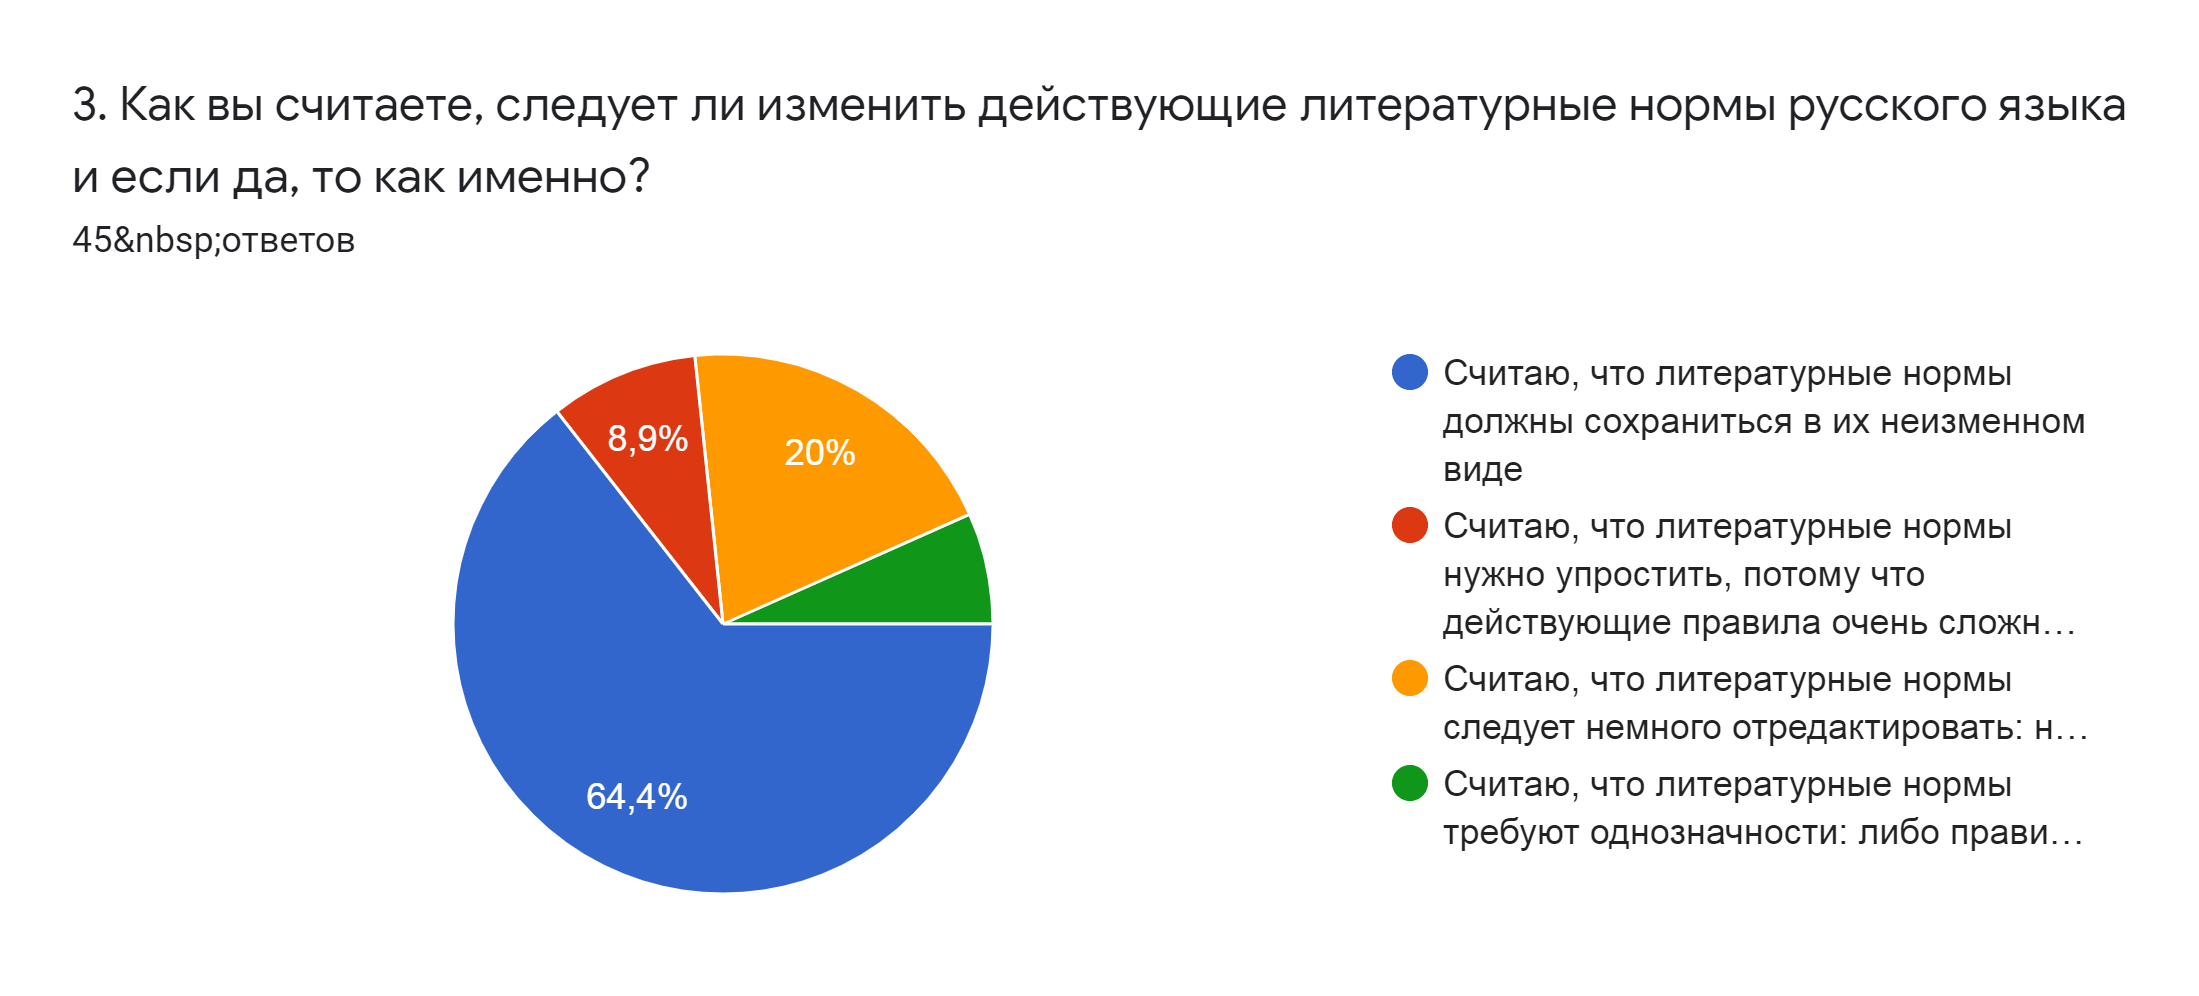 3. Как вы считаете, следует ли изменить действующие литературные нормы русского языка
и если да, то как именно?
45&nbsp;ответов
8,9%
20%
64,4%
Считаю, что литературные нормы
должны сохраниться в их неизменном
виде
Считаю, что литературные нормы
нужно упростить, потому что
действующие правила очень сложн…
Считаю, что литературные нормы
следует немного отредактировать: н…
Считаю, что литературные нормы
требуют однозначности: либо прави…